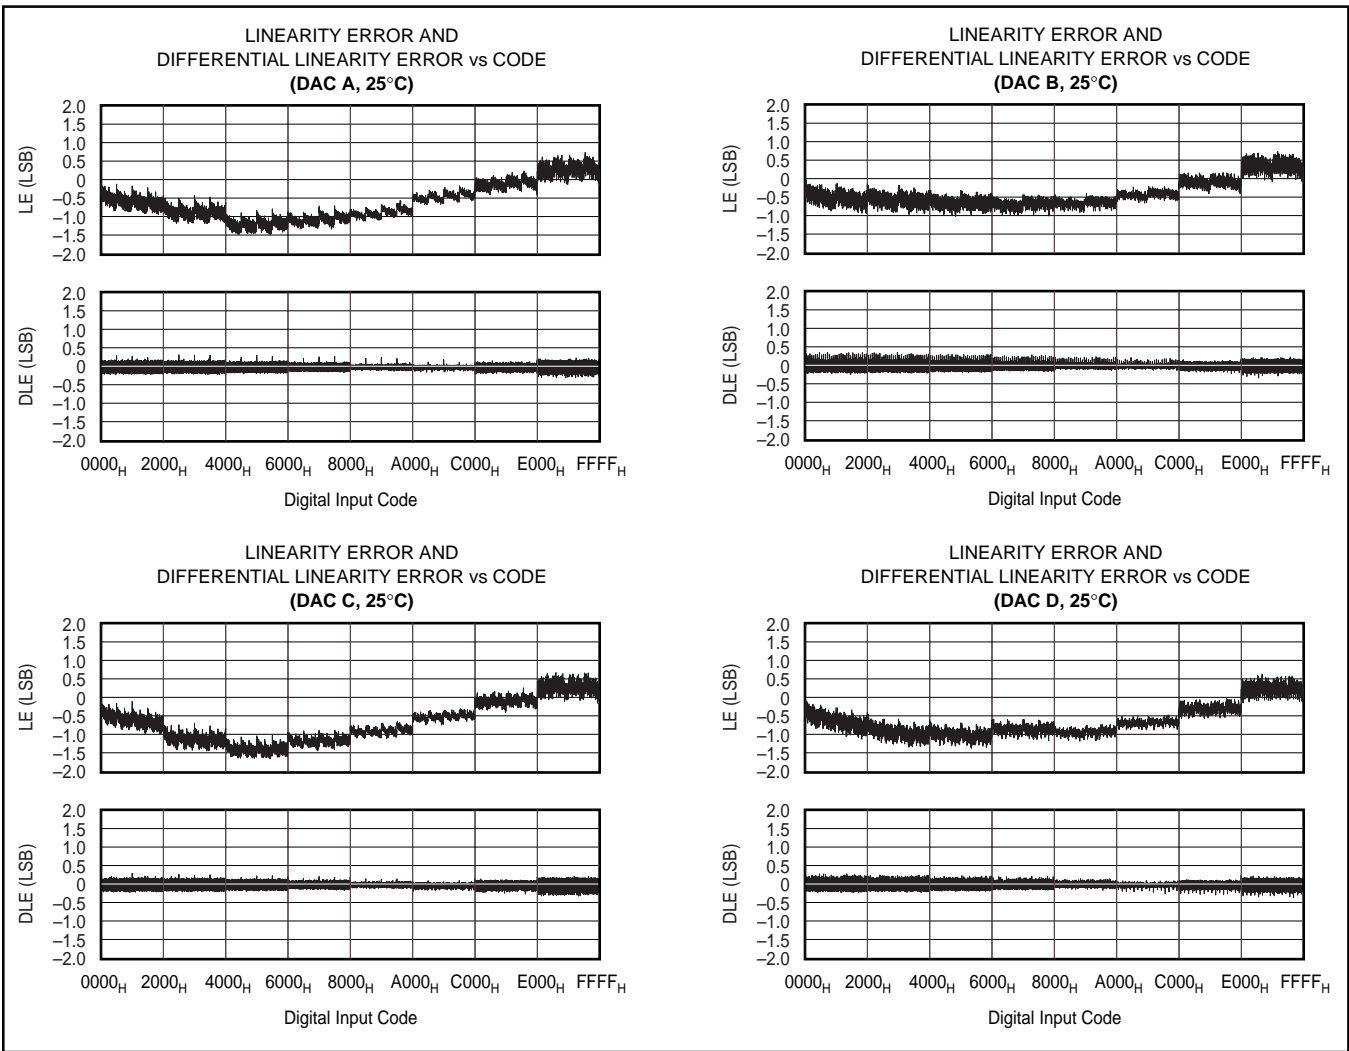 LINEARITY ERROR AND
DIFFERENTIAL LINEARITY ERROR vs CODE
(DAC A, 25°C)
LE (LSB)
2.0
1.5
1.0
0.5
0
–0.5
–1.0
–1.5
–2.0
DLE (LSB)
2.0
1.5
1.0
0.5
0
–0.5
–1.0
–1.5
–2.0
0000H 2000H 4000H 6000H 8000H A000H C000H E000H FFFFH
Digital Input Code
LINEARITY ERROR AND
DIFFERENTIAL LINEARITY ERROR vs CODE
(DAC B, 25°C)
LE (LSB)
2.0
1.5
1.0
0.5
0
–0.5
–1.0
–1.5
–2.0
DLE (LSB)
2.0
1.5
1.0
0.5
0
–0.5
–1.0
–1.5
–2.0
0000H 2000H 4000H 6000H 8000H A000H C000H E000H FFFFH
Digital Input Code
LINEARITY ERROR AND
DIFFERENTIAL LINEARITY ERROR vs CODE
(DAC C, 25°C)
LE (LSB)
2.0
1.5
1.0
0.5
0
–0.5
–1.0
–1.5
–2.0
DLE (LSB)
2.0
1.5
1.0
0.5
0
–0.5
–1.0
–1.5
–2.0
0000H 2000H 4000H 6000H 8000H A000H C000H E000H FFFFH
Digital Input Code
LINEARITY ERROR AND
DIFFERENTIAL LINEARITY ERROR vs CODE
(DAC D, 25°C)
LE (LSB)
2.0
1.5
1.0
0.5
0
–0.5
–1.0
–1.5
–2.0
DLE (LSB)
2.0
1.5
1.0
0.5
0
–0.5
–1.0
–1.5
–2.0
0000H 2000H 4000H 6000H 8000H A000H C000H E000H FFFFH
Digital Input Code